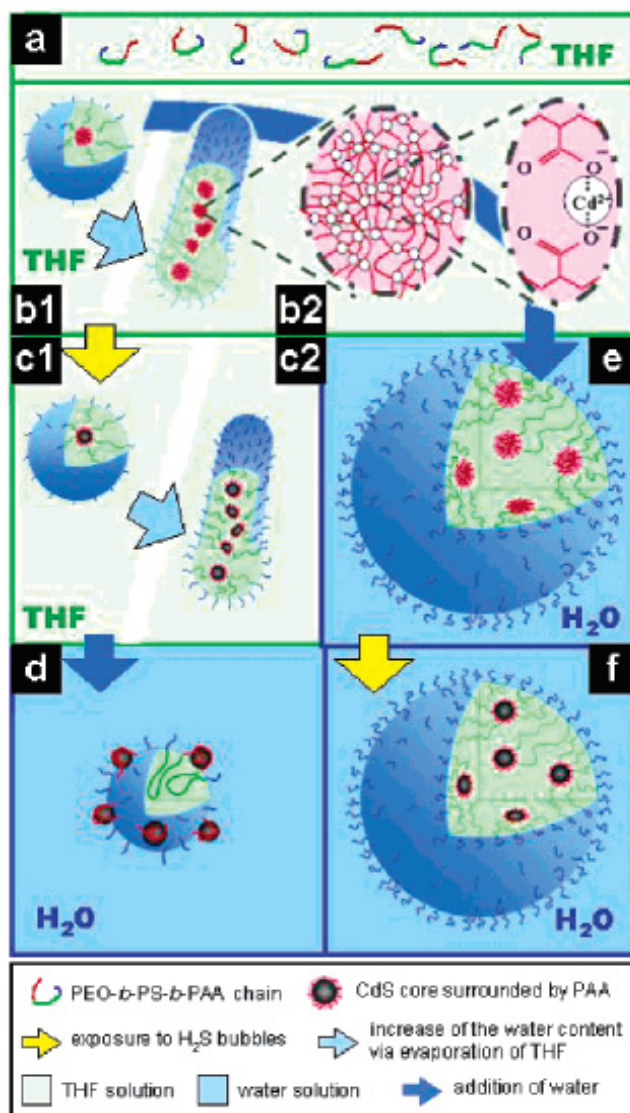 a
THF
O
O⁻
Cd²⁺
O
O⁻
THF
b1
b2
c1
c2
e
THF
H₂O
d
f
H₂O
H₂O
PEO-b-PS-b-PAA chain
CdS core surrounded by PAA
exposure to H₂S bubbles
increase of the water content
via evaporation of THF
THF solution
water solution
addition of water